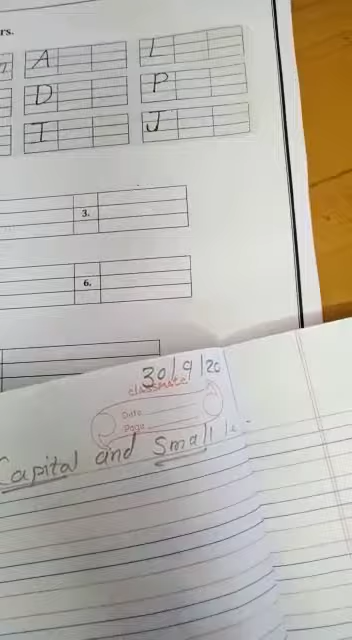 rs.
A L
D P
I J
3.
6.
30/9/20
classmate
Date
Page
Capital and Small